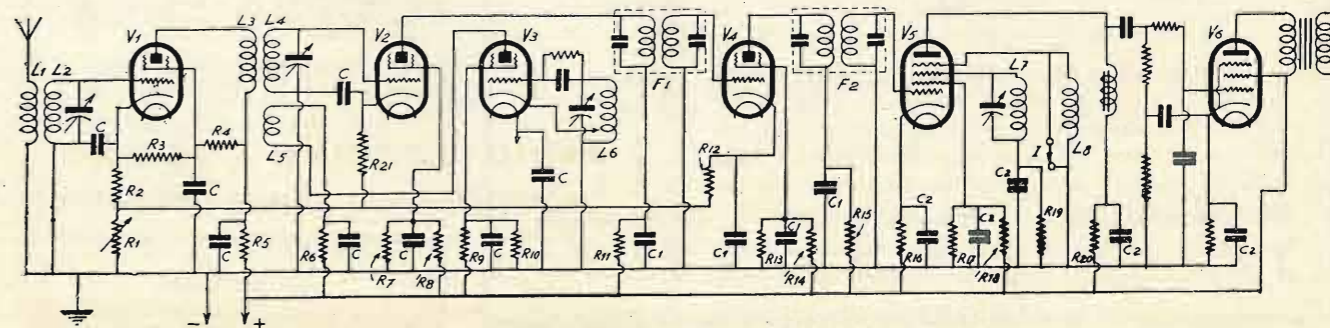 V1 L3 L4 V2 V3 V4 V5 V6
L1 L2 F1 F2 L7
C C C R4 L5 R21 L6 R12 I L8
R3
R2 C C C2 R19
R1 C R5 R6 C R7 C R8 R9 C R10 R11 C1 C1 R13 C1 R14 C1 R15 R16 C2 R17 C2 R18 R20 C2 C2
- +